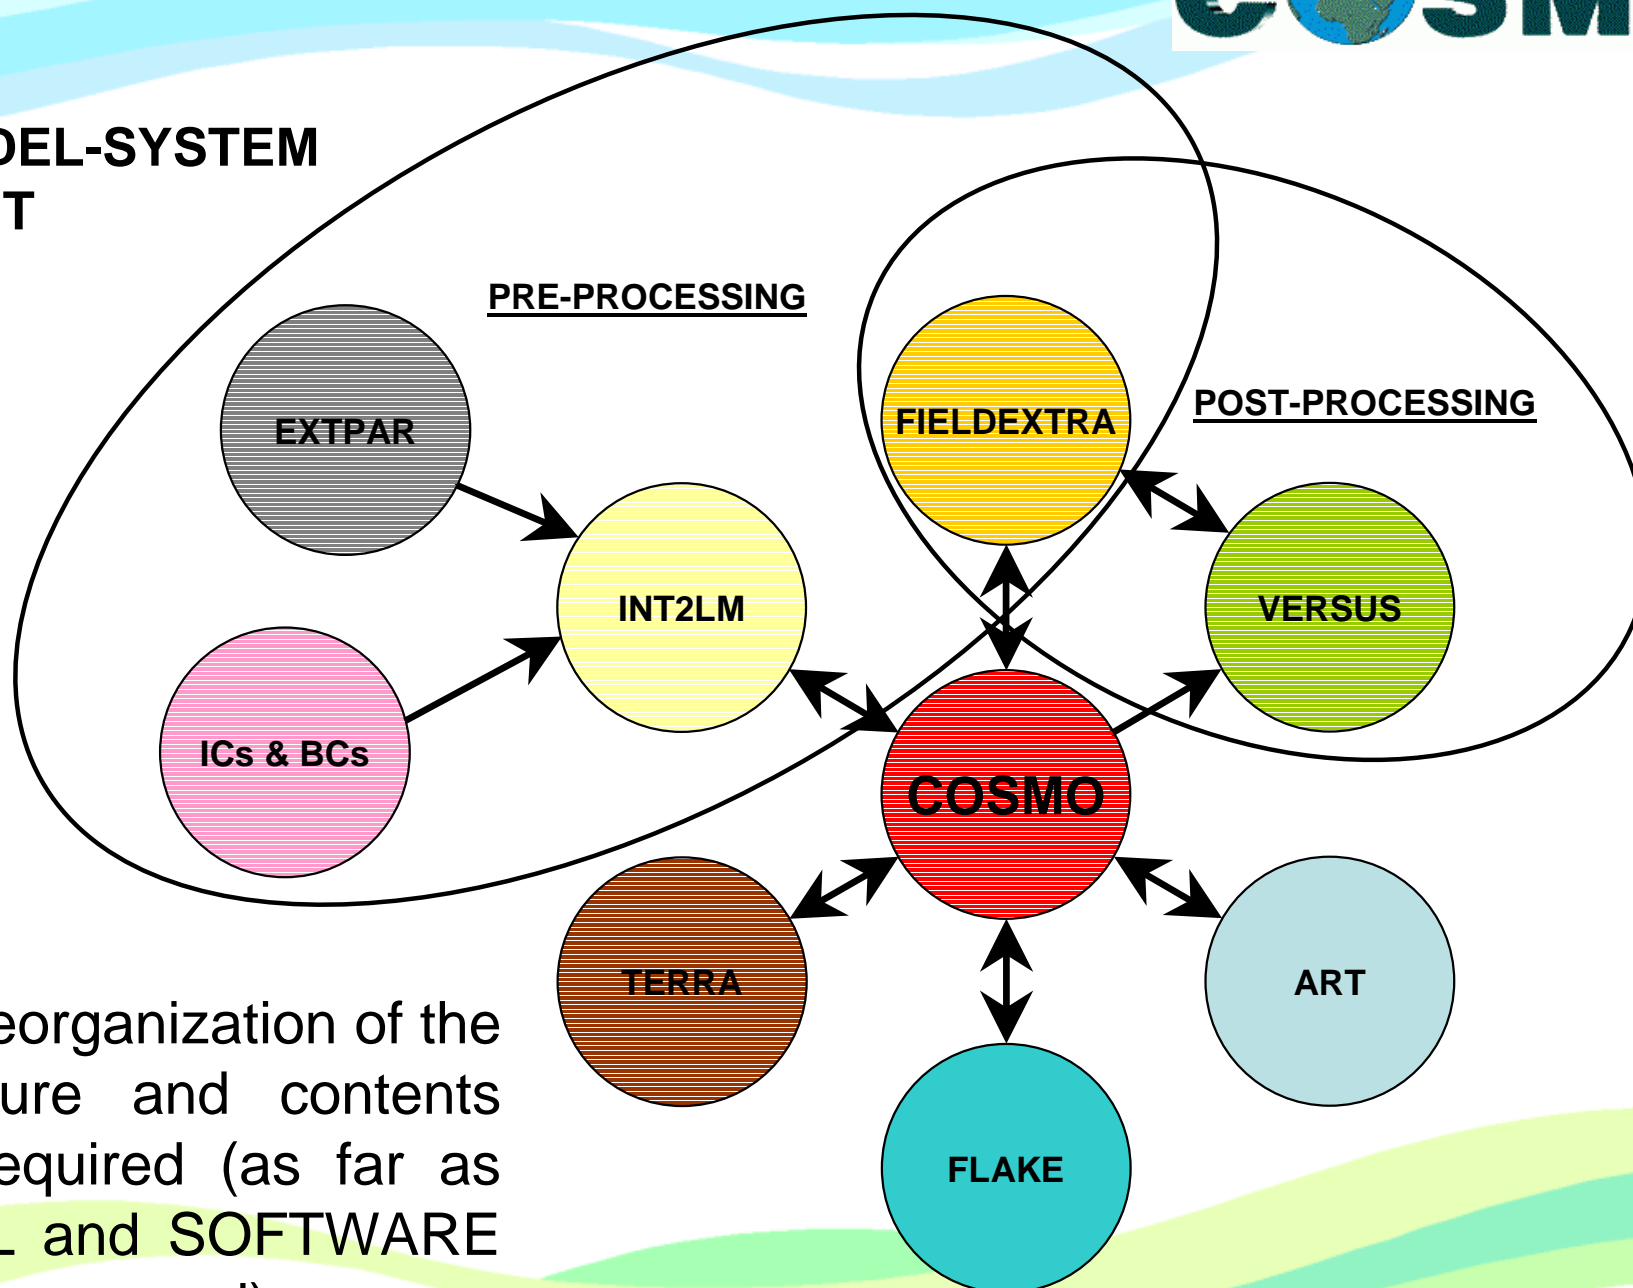 DEL-SYSTEM
PRE-PROCESSING
POST-PROCESSING
EXTPAR
FIELDEXTRA
INT2LM
VERSUS
ICs & BCs
COSMO
TERRA
ART
FLAKE
eorganization of the
ure and contents
equired (as far as
L and SOFTWARE